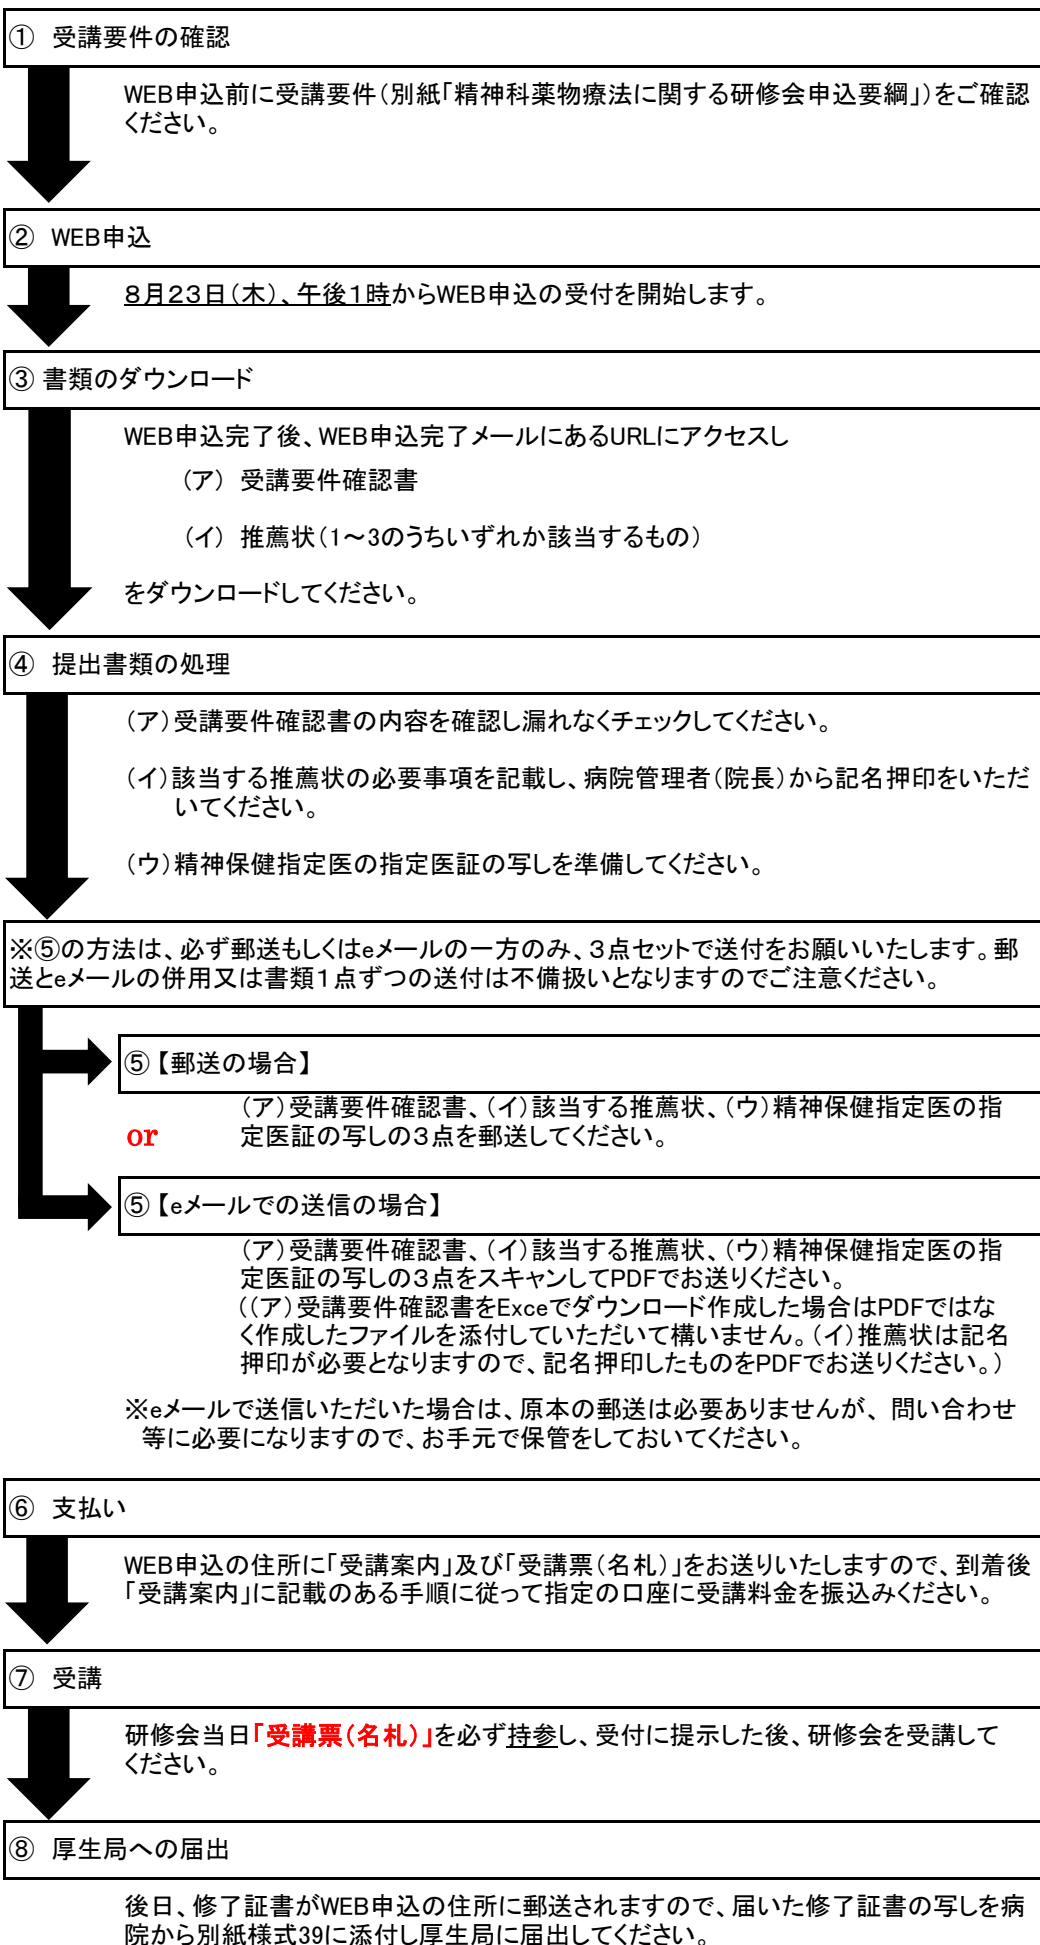 ① 受講要件の確認
WEB申込前に受講要件（別紙「精神科薬物療法に関する研修会申込要綱」）をご確認
ください。
② WEB申込
８月２３日（木）、午後１時からWEB申込の受付を開始します。
③ 書類のダウンロード
WEB申込完了後、WEB申込完了メールにあるURLにアクセスし
（ア） 受講要件確認書
（イ） 推薦状（1～3のうちいずれか該当するもの）
をダウンロードしてください。
④ 提出書類の処理
（ア）受講要件確認書の内容を確認し漏れなくチェックしてください。
（イ）該当する推薦状の必要事項を記載し、病院管理者（院長）から記名押印をいただ
いてください。
（ウ）精神保健指定医の指定医証の写しを準備してください。
※⑤の方法は、必ず郵送もしくはeメールの一方のみ、３点セットで送付をお願いいたします。郵
送とeメールの併用又は書類１点ずつの送付は不備扱いとなりますのでご注意ください。
⑤【郵送の場合】
（ア）受講要件確認書、（イ）該当する推薦状、（ウ）精神保健指定医の指
or 定医証の写しの３点を郵送してください。
⑤【eメールでの送信の場合】
（ア）受講要件確認書、（イ）該当する推薦状、（ウ）精神保健指定医の指
定医証の写しの３点をスキャンしてPDFでお送りください。
（（ア）受講要件確認書をExceでダウンロード作成した場合はPDFではな
く作成したファイルを添付していただいて構いません。（イ）推薦状は記名
押印が必要となりますので、記名押印したものをPDFでお送りください。）
※eメールで送信いただいた場合は、原本の郵送は必要ありませんが、問い合わせ
等に必要になりますので、お手元で保管をしておいてください。
⑥ 支払い
WEB申込の住所に「受講案内」及び「受講票（名札）」をお送りいたしますので、到着後
「受講案内」に記載のある手順に従って指定の口座に受講料金を振込みください。
⑦ 受講
研修会当日「受講票（名札）」を必ず持参し、受付に提示した後、研修会を受講して
ください。
⑧ 厚生局への届出
後日、修了証書がWEB申込の住所に郵送されますので、届いた修了証書の写しを病
院から別紙様式39に添付し厚生局に届出してください。